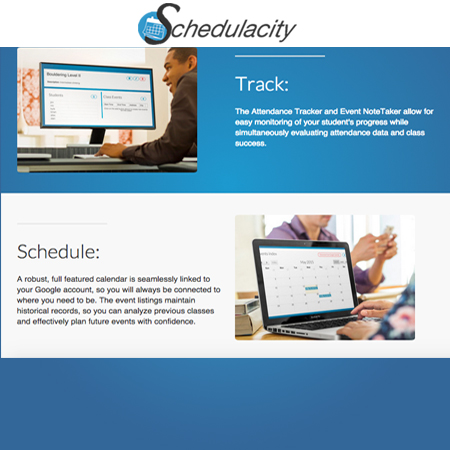 Schedulacity
Bouldering Level II
Students
Class Events
Track:
The Attendance Tracker and Event NoteTaker allow for
easy monitoring of your student's progress while
simultaneously evaluating attendance data and class
success.
Schedule:
A robust, full featured calendar is seamlessly linked to
your Google account, so you will always be connected to
where you need to be. The event listings maintain
historical records, so you can analyze previous classes
and effectively plan future events with confidence.